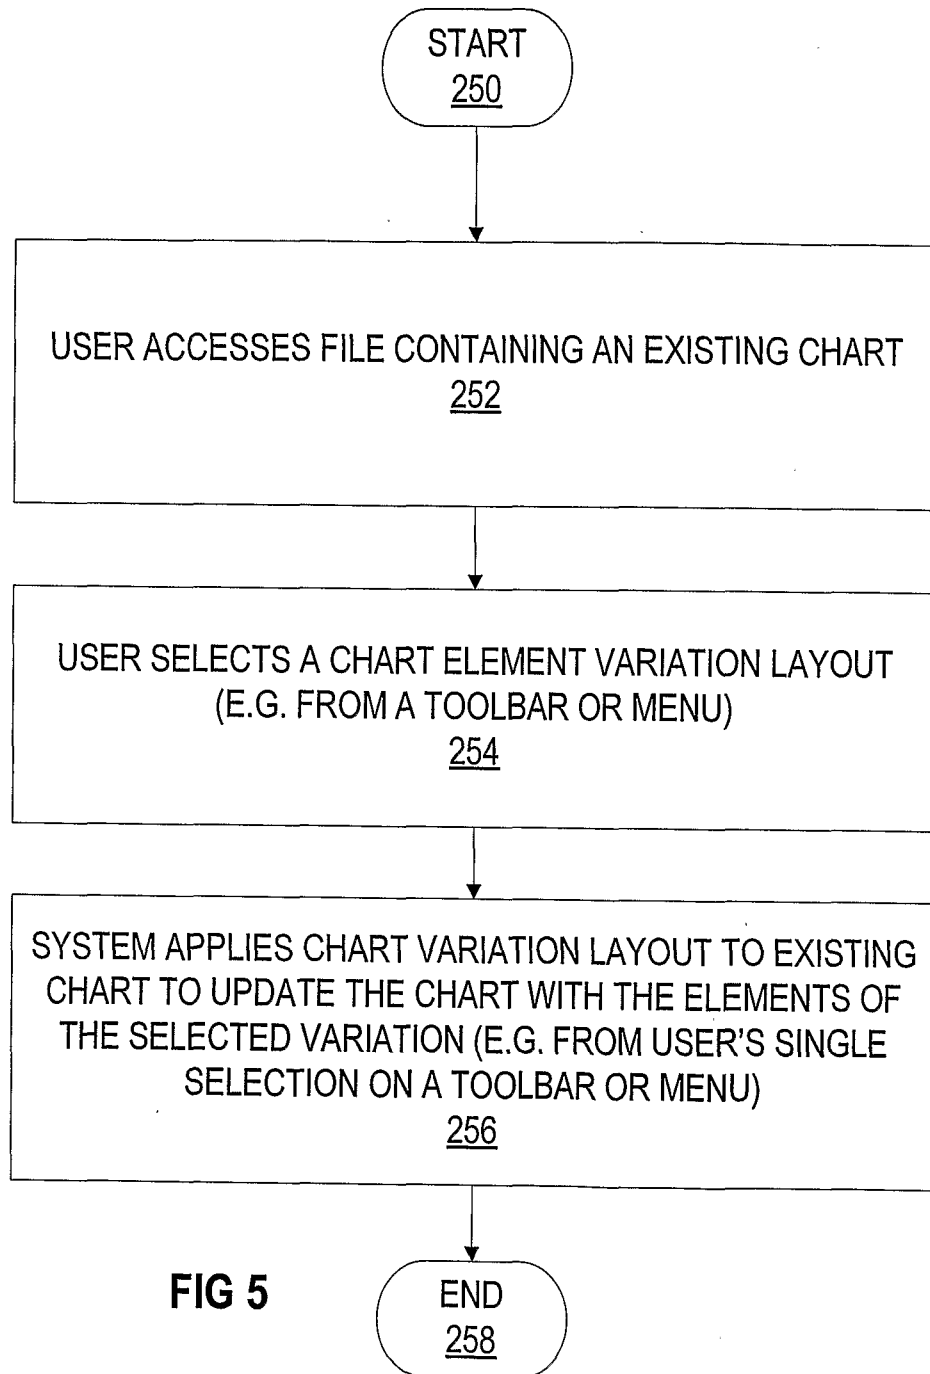 START
250
USER ACCESSES FILE CONTAINING AN EXISTING CHART
252
USER SELECTS A CHART ELEMENT VARIATION LAYOUT
(E.G. FROM A TOOLBAR OR MENU)
254
SYSTEM APPLIES CHART VARIATION LAYOUT TO EXISTING
CHART TO UPDATE THE CHART WITH THE ELEMENTS OF
THE SELECTED VARIATION (E.G. FROM USER'S SINGLE
SELECTION ON A TOOLBAR OR MENU)
256
FIG 5
END
258